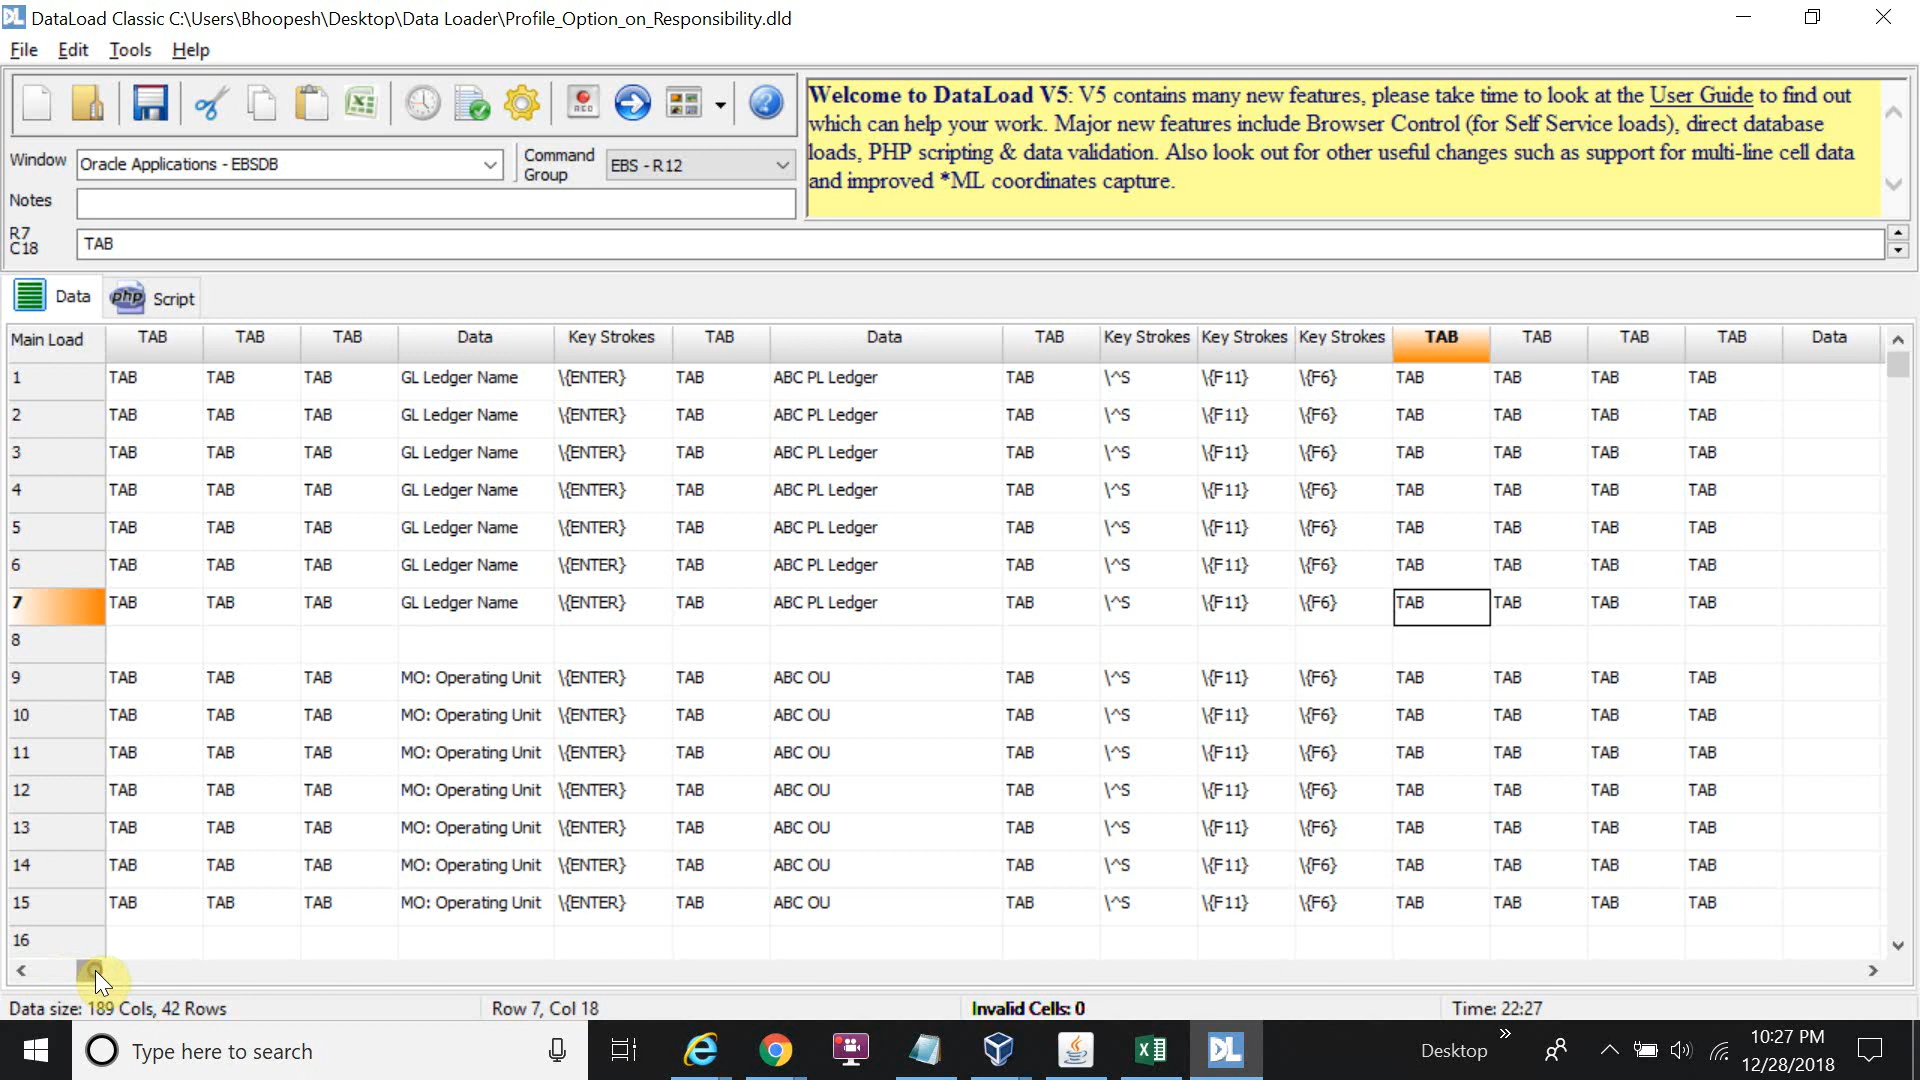 DataLoad Classic C:\Users\Bhoopesh\Desktop\Data Loader\Profile_Option_on_Responsibility.dld
File Edit Tools Help
REC
Welcome to DataLoad V5: V5 contains many new features, please take time to look at the User Guide to find out
which can help your work. Major new features include Browser Control (for Self Service loads), direct database
loads, PHP scripting & data validation. Also look out for other useful changes such as support for multi-line cell data
and improved *ML coordinates capture.
Window Oracle Applications - EBSDB Command Group EBS - R12
Notes
R7
C18 TAB
Data php Script
Main Load TAB TAB TAB Data Key Strokes TAB Data TAB Key Strokes Key Strokes Key Strokes TAB TAB TAB TAB Data
1 TAB TAB TAB GL Ledger Name \{ENTER} TAB ABC PL Ledger TAB \^S \{F11} \{F6} TAB TAB TAB TAB
2 TAB TAB TAB GL Ledger Name \{ENTER} TAB ABC PL Ledger TAB \^S \{F11} \{F6} TAB TAB TAB TAB
3 TAB TAB TAB GL Ledger Name \{ENTER} TAB ABC PL Ledger TAB \^S \{F11} \{F6} TAB TAB TAB TAB
4 TAB TAB TAB GL Ledger Name \{ENTER} TAB ABC PL Ledger TAB \^S \{F11} \{F6} TAB TAB TAB TAB
5 TAB TAB TAB GL Ledger Name \{ENTER} TAB ABC PL Ledger TAB \^S \{F11} \{F6} TAB TAB TAB TAB
6 TAB TAB TAB GL Ledger Name \{ENTER} TAB ABC PL Ledger TAB \^S \{F11} \{F6} TAB TAB TAB TAB
7 TAB TAB TAB GL Ledger Name \{ENTER} TAB ABC PL Ledger TAB \^S \{F11} \{F6} TAB TAB TAB TAB
8
9 TAB TAB TAB MO: Operating Unit \{ENTER} TAB ABC OU TAB \^S \{F11} \{F6} TAB TAB TAB TAB
10 TAB TAB TAB MO: Operating Unit \{ENTER} TAB ABC OU TAB \^S \{F11} \{F6} TAB TAB TAB TAB
11 TAB TAB TAB MO: Operating Unit \{ENTER} TAB ABC OU TAB \^S \{F11} \{F6} TAB TAB TAB TAB
12 TAB TAB TAB MO: Operating Unit \{ENTER} TAB ABC OU TAB \^S \{F11} \{F6} TAB TAB TAB TAB
13 TAB TAB TAB MO: Operating Unit \{ENTER} TAB ABC OU TAB \^S \{F11} \{F6} TAB TAB TAB TAB
14 TAB TAB TAB MO: Operating Unit \{ENTER} TAB ABC OU TAB \^S \{F11} \{F6} TAB TAB TAB TAB
15 TAB TAB TAB MO: Operating Unit \{ENTER} TAB ABC OU TAB \^S \{F11} \{F6} TAB TAB TAB TAB
16
Data size: 189 Cols, 42 Rows Row 7, Col 18 Invalid Cells: 0 Time: 22:27
Type here to search DL Desktop 10:27 PM
12/28/2018